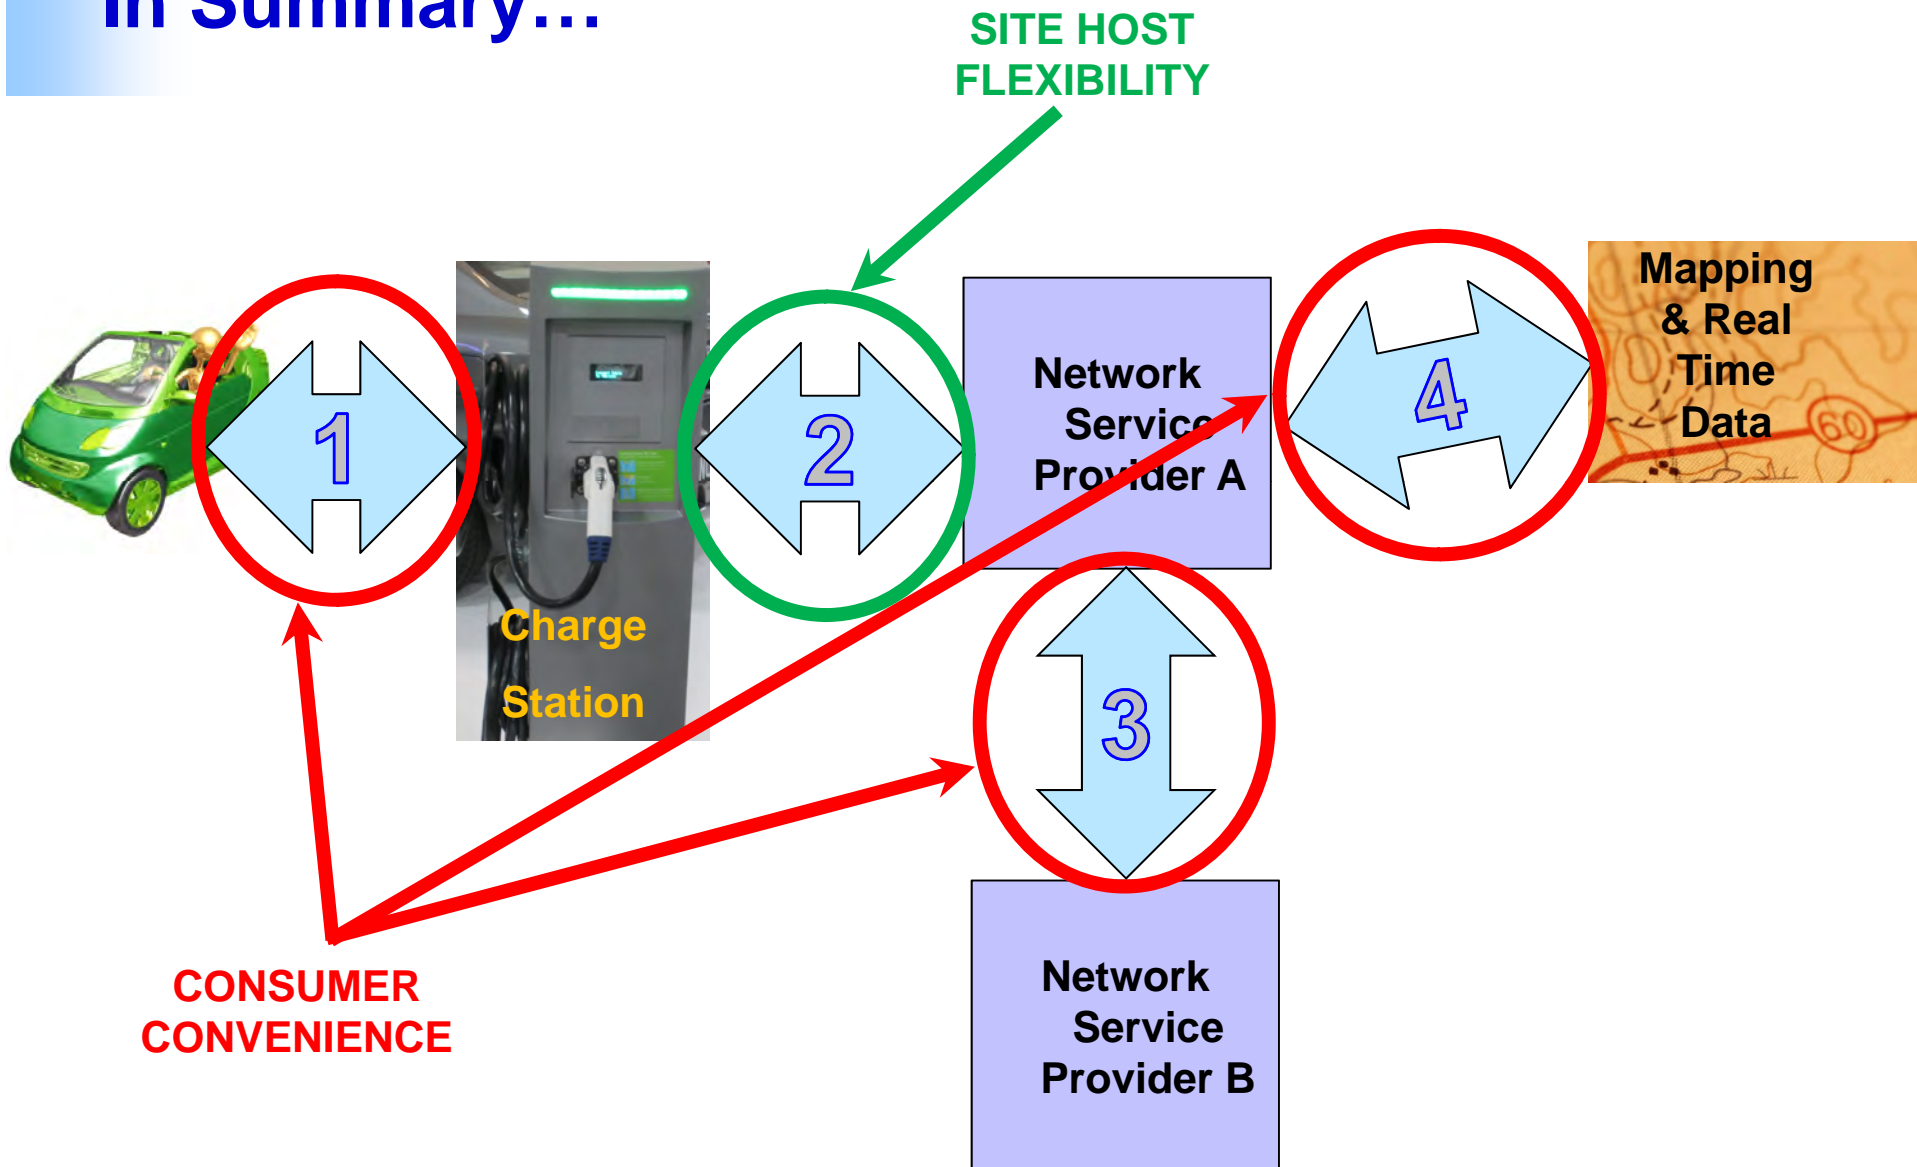 In Summary...
SITE HOST
FLEXIBILITY
Mapping
& Real
Time
Data
60
1
2
4
Network
Service
Provider A
Charge
Station
3
CONSUMER
CONVENIENCE
Network
Service
Provider B